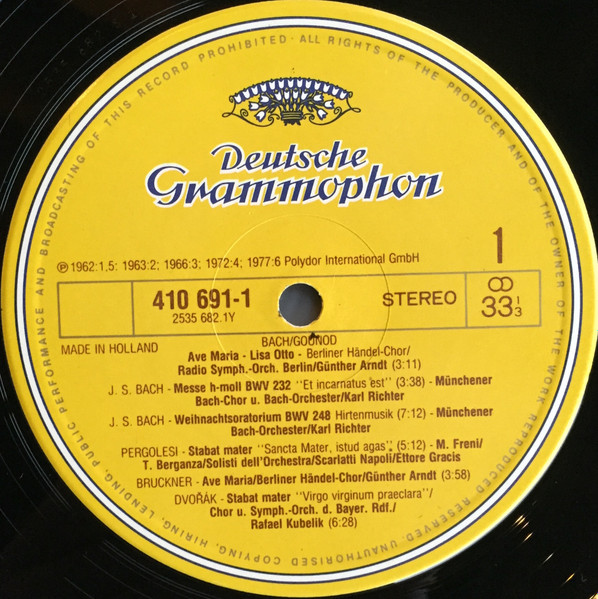 ALL RIGHTS OF THE PRODUCER AND OF THE OWNER OF THE WORK REPRODUCED RESERVED. UNAUTHORISED COPYING, HIRING, LENDING, PUBLIC PERFORMANCE AND BROADCASTING OF THIS RECORD PROHIBITED ·
Deutsche
Grammophon
1
℗ 1962:1,5: 1963:2; 1966:3; 1972:4; 1977:6 Polydor International GmbH
410 691-1
2535 682.1Y
STEREO
33 1/3
MADE IN HOLLAND
BACH/GOUNOD
Ave Maria - Lisa Otto - Berliner Händel-Chor/
Radio Symph.-Orch. Berlin/Günther Arndt (3:11)
J. S. BACH - Messe h-moll BWV 232 "Et incarnatus est" (3:38) - Münchener
Bach-Chor u. Bach-Orchester/Karl Richter
J. S. BACH - Weihnachtsoratorium BWV 248 Hirtenmusik (7:12) - Münchener
Bach-Orchester/Karl Richter
PERGOLESI - Stabat mater "Sancta Mater, istud agas" (5:12) - M. Freni/
T. Berganza/Solisti dell'Orchestra/Scarlatti Napoli/Ettore Gracis
BRUCKNER - Ave Maria/Berliner Händel-Chor/Günther Arndt (3:58)
DVOŘÁK - Stabat mater "Virgo virginum praeclara"/
Chor u. Symph.-Orch. d. Bayer. Rdf./
Rafael Kubelik (6:28)